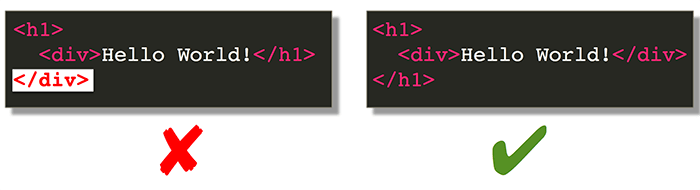 <h1>
<div>Hello World!</h1>
</div>
<h1>
<div>Hello World!</div>
</h1>